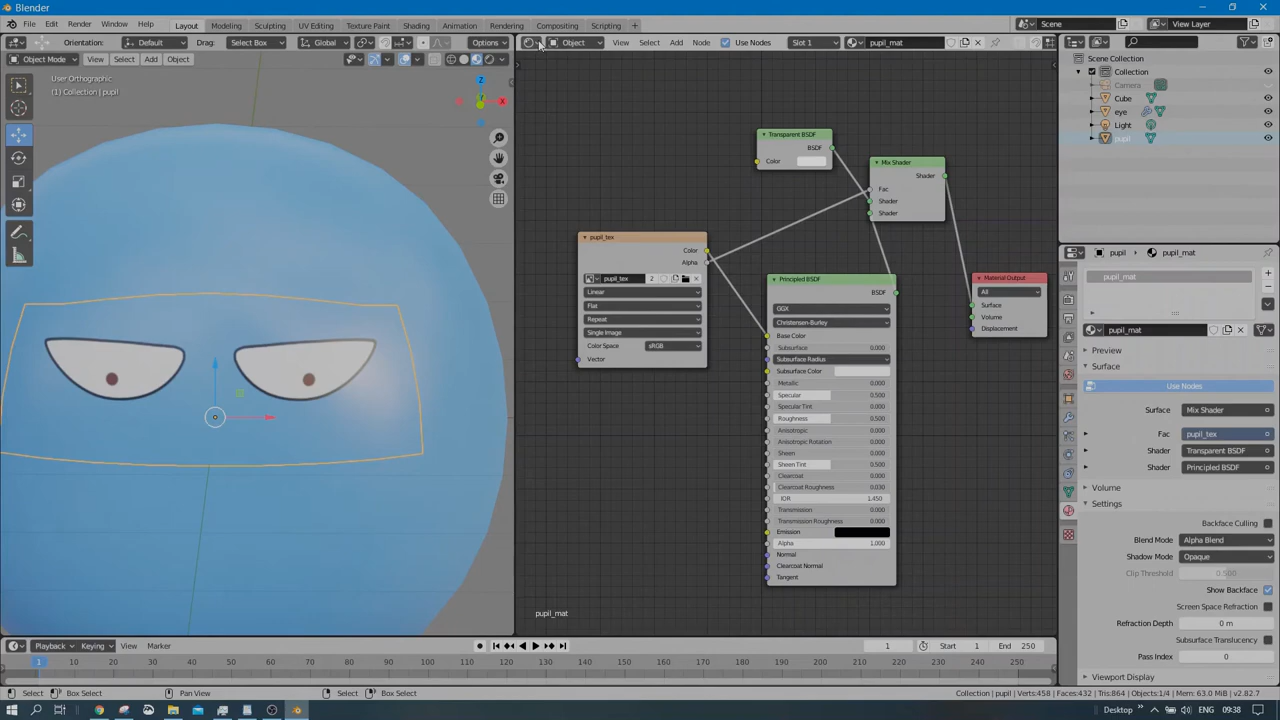 Blender
File Edit Render Window Help Layout Modeling Sculpting UV Editing Texture Paint Shading Animation Rendering Compositing Scripting + Scene View Layer
Orientation: Default Drag: Select Box Global Options
Object View Select Add Node Use Nodes Slot 1 pupil_mat
Object Mode View Select Add Object
User Orthographic
(1) Collection | pupil
Z
Y
X
Transparent BSDF
BSDF
Color
Mix Shader
Shader
Fac
Shader
Shader
pupil_tex
Color
Alpha
pupil_tex 2
Linear
Flat
Repeat
Single Image
Color Space sRGB
Vector
Principled BSDF
BSDF
GGX
Christensen-Burley
Base Color
Subsurface 0.000
Subsurface Radius
Subsurface Color
Metallic 0.000
Specular 0.500
Specular Tint 0.000
Roughness 0.500
Anisotropic 0.000
Anisotropic Rotation 0.000
Sheen 0.000
Sheen Tint 0.500
Clearcoat 0.000
Clearcoat Roughness 0.030
IOR 1.450
Transmission 0.000
Transmission Roughness 0.000
Emission
Alpha 1.000
Normal
Clearcoat Normal
Tangent
Material Output
All
Surface
Volume
Displacement
pupil_mat
Scene Collection
Collection
Camera
Cube
eye
Light
pupil
pupil pupil_mat
pupil_mat
pupil_mat
Preview
Surface
Use Nodes
Surface Mix Shader
Fac pupil_tex
Shader Transparent BSDF
Shader Principled BSDF
Volume
Settings
Backface Culling
Blend Mode Alpha Blend
Shadow Mode Opaque
Clip Threshold 0.500
Show Backface
Screen Space Refraction
Refraction Depth 0 m
Subsurface Translucency
Pass Index 0
Viewport Display
Playback Keying View Marker 1 Start 1 End 250
1 10 20 30 40 50 60 70 80 90 100 110 120 130 140 150 160 170 180 190 200 210 220 230 240 250
Select Box Select Pan View Select Box Select Collection | pupil | Verts:458 | Faces:432 | Tris:864 | Objects:1/4 | Mem: 63.0 MiB | v2.82.7
Desktop ENG 09:38